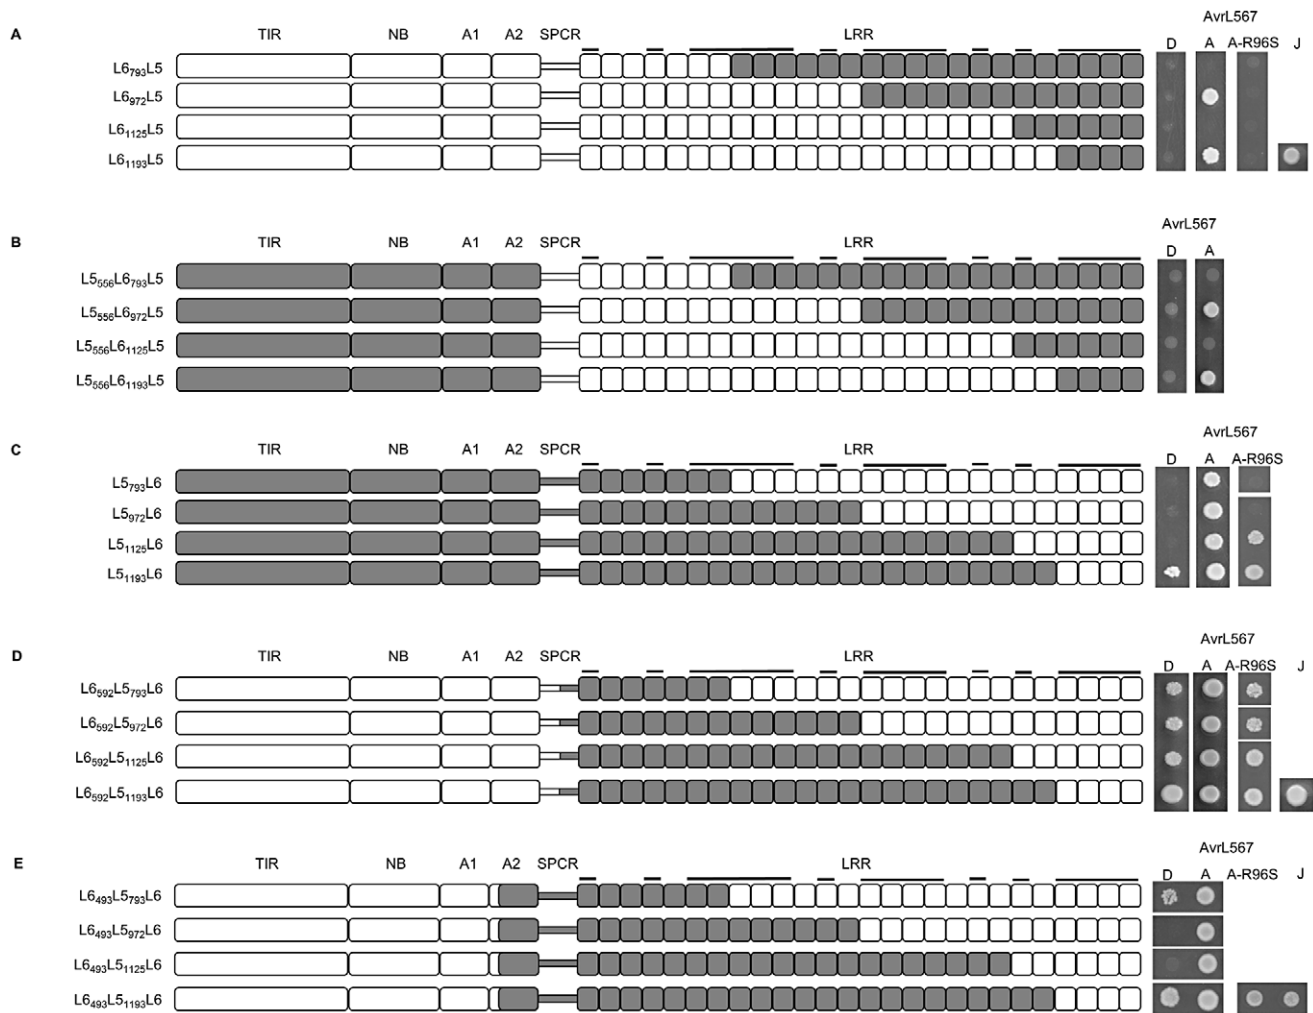 AvrL567
A TIR NB A1 A2 SPCR LRR D A A-R96S J
L6793L5
L6972L5
L61125L5
L61193L5
AvrL567
B TIR NB A1 A2 SPCR LRR D A
L5556L6793L5
L5556L6972L5
L5556L61125L5
L5556L61193L5
AvrL567
C TIR NB A1 A2 SPCR LRR D A A-R96S
L5793L6
L5972L6
L51125L6
L51193L6
AvrL567
D TIR NB A1 A2 SPCR LRR D A A-R96S J
L6592L5793L6
L6592L5972L6
L6592L51125L6
L6592L51193L6
AvrL567
E TIR NB A1 A2 SPCR LRR D A A-R96S J
L6493L5793L6
L6493L5972L6
L6493L51125L6
L6493L51193L6